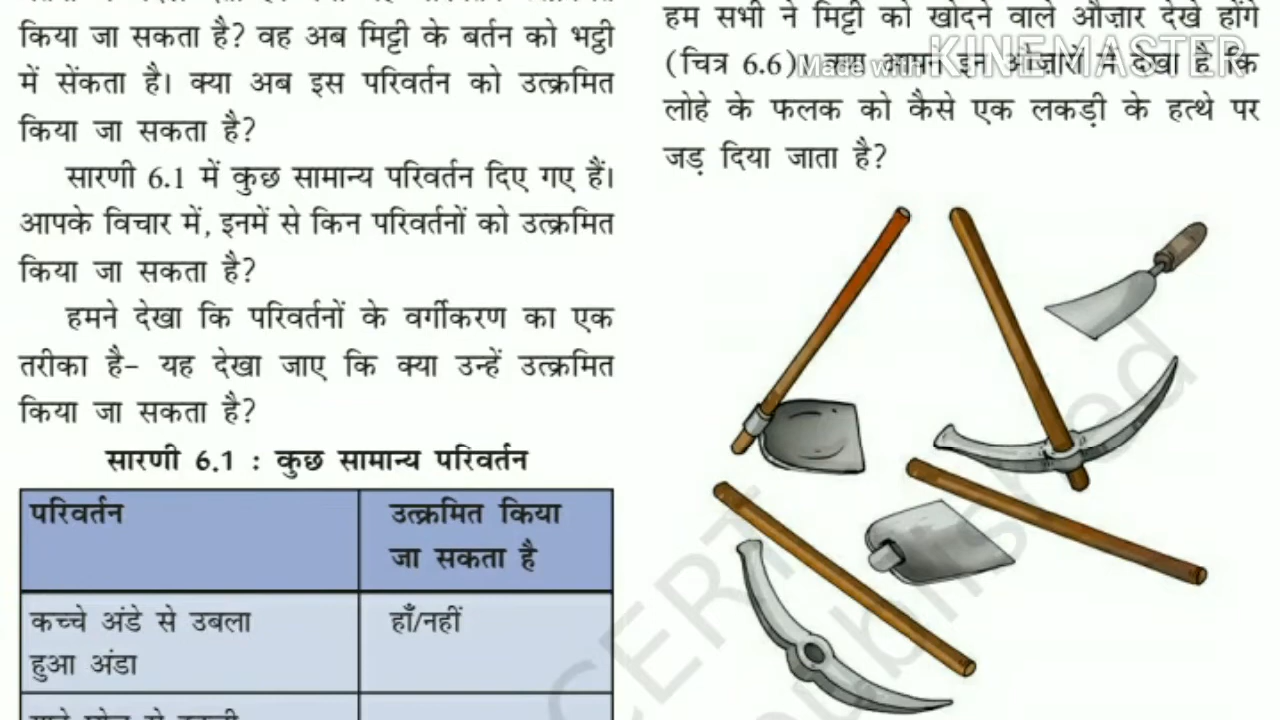 किया जा सकता है? वह अब मिट्टी के बर्तन को भट्ठी
में सेंकता है। क्या अब इस परिवर्तन को उत्क्रमित
किया जा सकता है?
सारणी 6.1 में कुछ सामान्य परिवर्तन दिए गए हैं।
आपके विचार में, इनमें से किन परिवर्तनों को उत्क्रमित
किया जा सकता है?
हमने देखा कि परिवर्तनों के वर्गीकरण का एक
तरीका है- यह देखा जाए कि क्या उन्हें उत्क्रमित
किया जा सकता है?
सारणी 6.1 : कुछ सामान्य परिवर्तन
परिवर्तन
उत्क्रमित किया
जा सकता है
कच्चे अंडे से उबला
हुआ अंडा
हाँ/नहीं
हम सभी ने मिट्टी को खोदने वाले औज़ार देखे होंगे
(चित्र 6.6) क्या आपने इन औज़ारों में देखा है कि
लोहे के फलक को कैसे एक लकड़ी के हत्थे पर
जड़ दिया जाता है?
Made with KINEMASTER